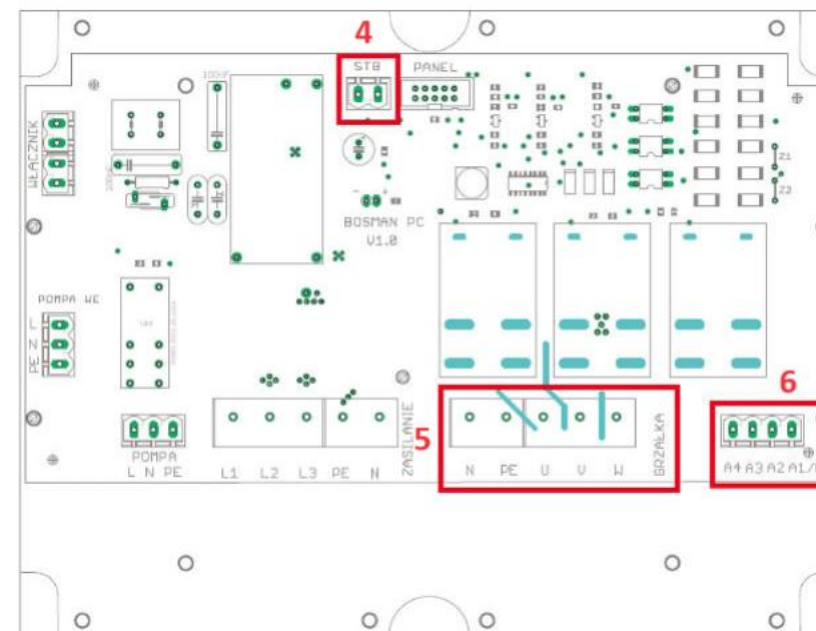 4
STB PANEL
100nF
WŁĄCZNIK
Z1
Z2
BOSMAN PC
V1.0
POMPA WE
L
N
PE
6
5
POMPA
L N PE
L1 L2 L3 PE N
ZASILANIE
N PE U V W
GRZAŁKA
A4 A3 A2 A1/